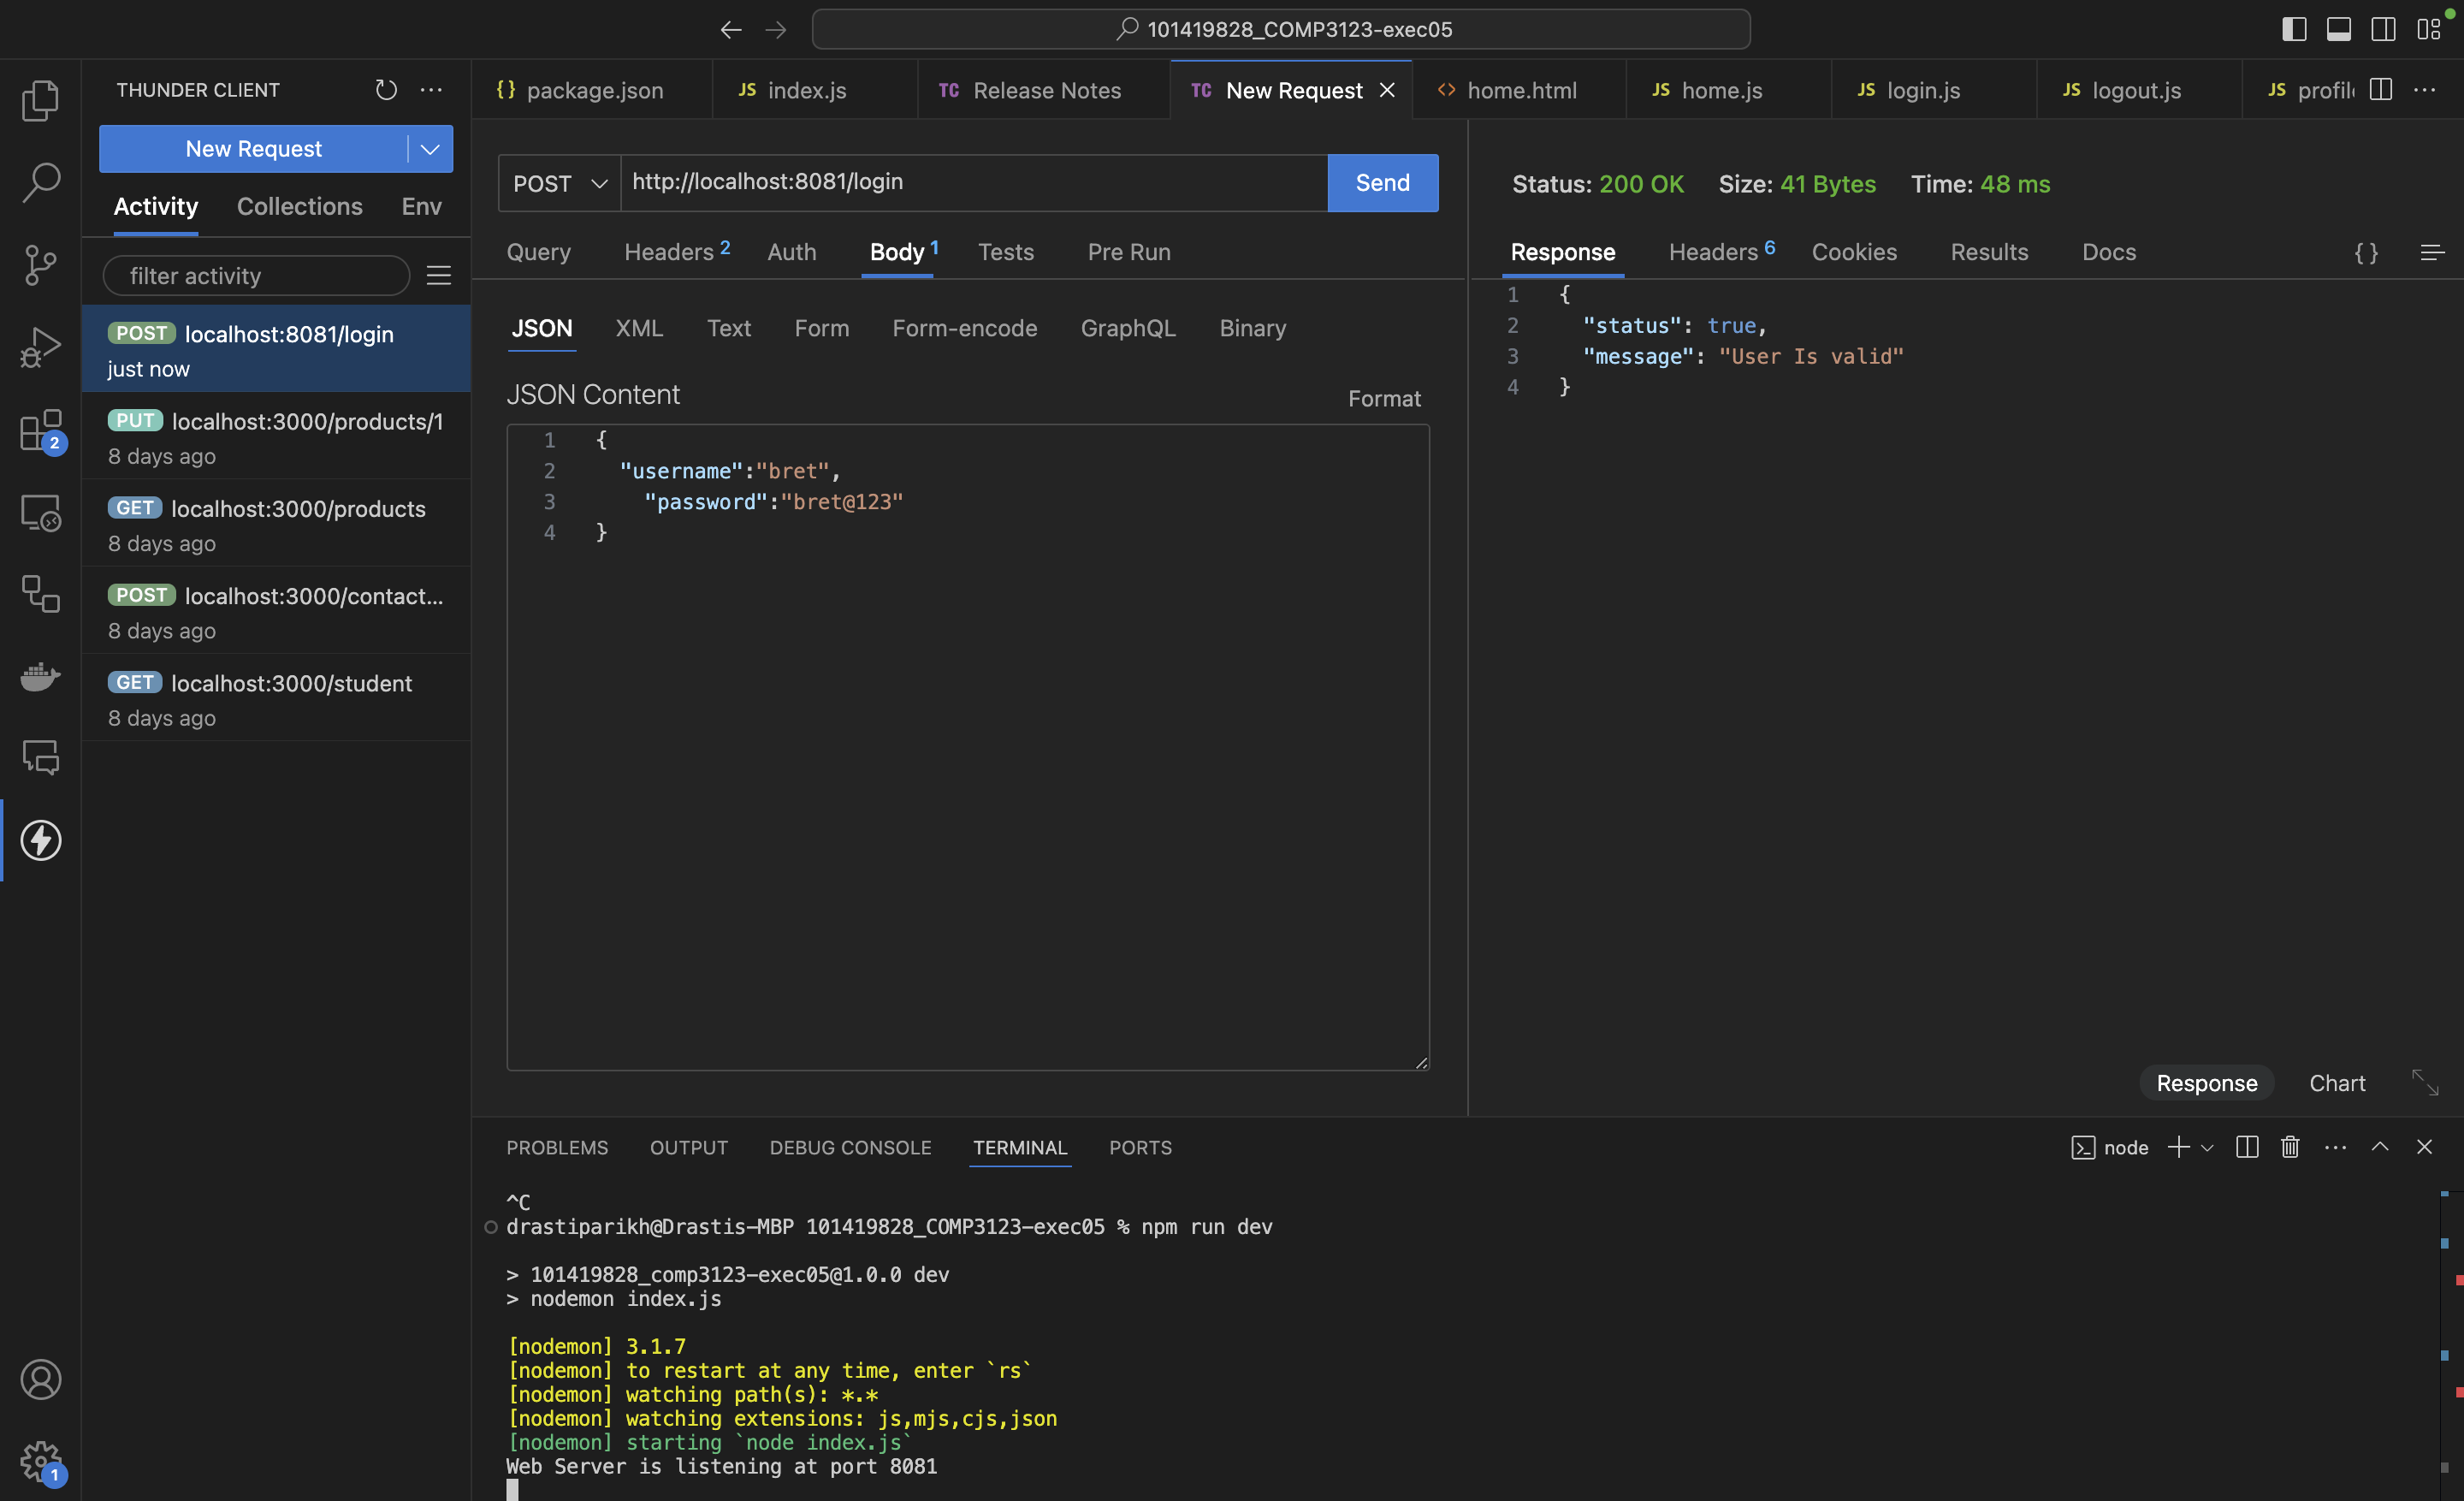 101419828_COMP3123-exec05
THUNDER CLIENT
{} package.json
JS index.js
TC Release Notes
TC New Request
<> home.html
JS home.js
JS login.js
JS logout.js
JS profil
New Request
Activity Collections Env
filter activity
POST localhost:8081/login
just now
PUT localhost:3000/products/1
8 days ago
GET localhost:3000/products
8 days ago
POST localhost:3000/contact...
8 days ago
GET localhost:3000/student
8 days ago
2
1
POST http://localhost:8081/login Send
Query Headers 2 Auth Body 1 Tests Pre Run
JSON XML Text Form Form-encode GraphQL Binary
JSON Content Format
1 {
2 "username":"bret",
3 "password":"bret@123"
4 }
Status: 200 OK Size: 41 Bytes Time: 48 ms
Response Headers 6 Cookies Results Docs {}
1 {
2 "status": true,
3 "message": "User Is valid"
4 }
Response Chart
PROBLEMS OUTPUT DEBUG CONSOLE TERMINAL PORTS
node
^C
drastiparikh@Drastis-MBP 101419828_COMP3123-exec05 % npm run dev
> 101419828_comp3123-exec05@1.0.0 dev
> nodemon index.js
[nodemon] 3.1.7
[nodemon] to restart at any time, enter `rs`
[nodemon] watching path(s): *.*
[nodemon] watching extensions: js,mjs,cjs,json
[nodemon] starting `node index.js`
Web Server is listening at port 8081